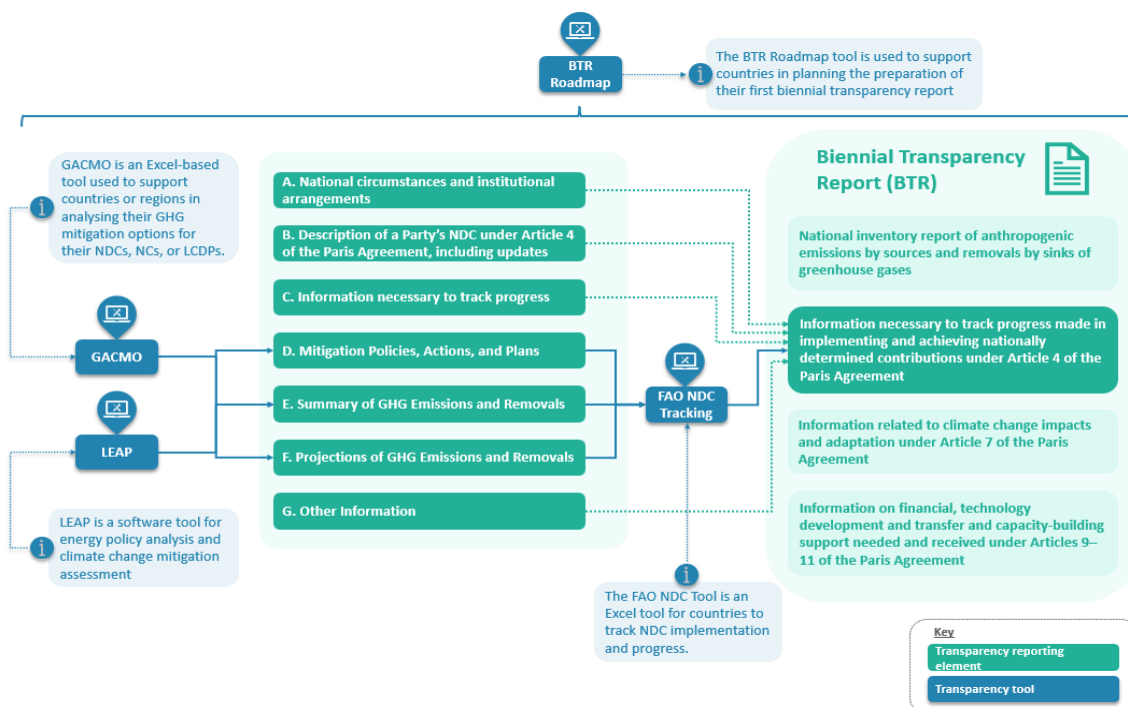 BTR
Roadmap
The BTR Roadmap tool is used to support
countries in planning the preparation of
their first biennial transparency report
GACMO is an Excel-based
tool used to support
countries or regions in
analysing their GHG
mitigation options for
their NDCs, NCs, or LCDPs.
GACMO
LEAP
LEAP is a software tool for
energy policy analysis and
climate change mitigation
assessment
A. National circumstances and institutional
arrangements
B. Description of a Party's NDC under Article 4
of the Paris Agreement, including updates
C. Information necessary to track progress
D. Mitigation Policies, Actions, and Plans
E. Summary of GHG Emissions and Removals
F. Projections of GHG Emissions and Removals
G. Other Information
FAO NDC
Tracking
The FAO NDC Tool is an
Excel tool for countries to
track NDC implementation
and progress.
Biennial Transparency
Report (BTR)
National inventory report of anthropogenic
emissions by sources and removals by sinks of
greenhouse gases
Information necessary to track progress made in
implementing and achieving nationally
determined contributions under Article 4 of the
Paris Agreement
Information related to climate change impacts
and adaptation under Article 7 of the Paris
Agreement
Information on financial, technology
development and transfer and capacity-building
support needed and received under Articles 9–
11 of the Paris Agreement
Key
Transparency reporting
element
Transparency tool